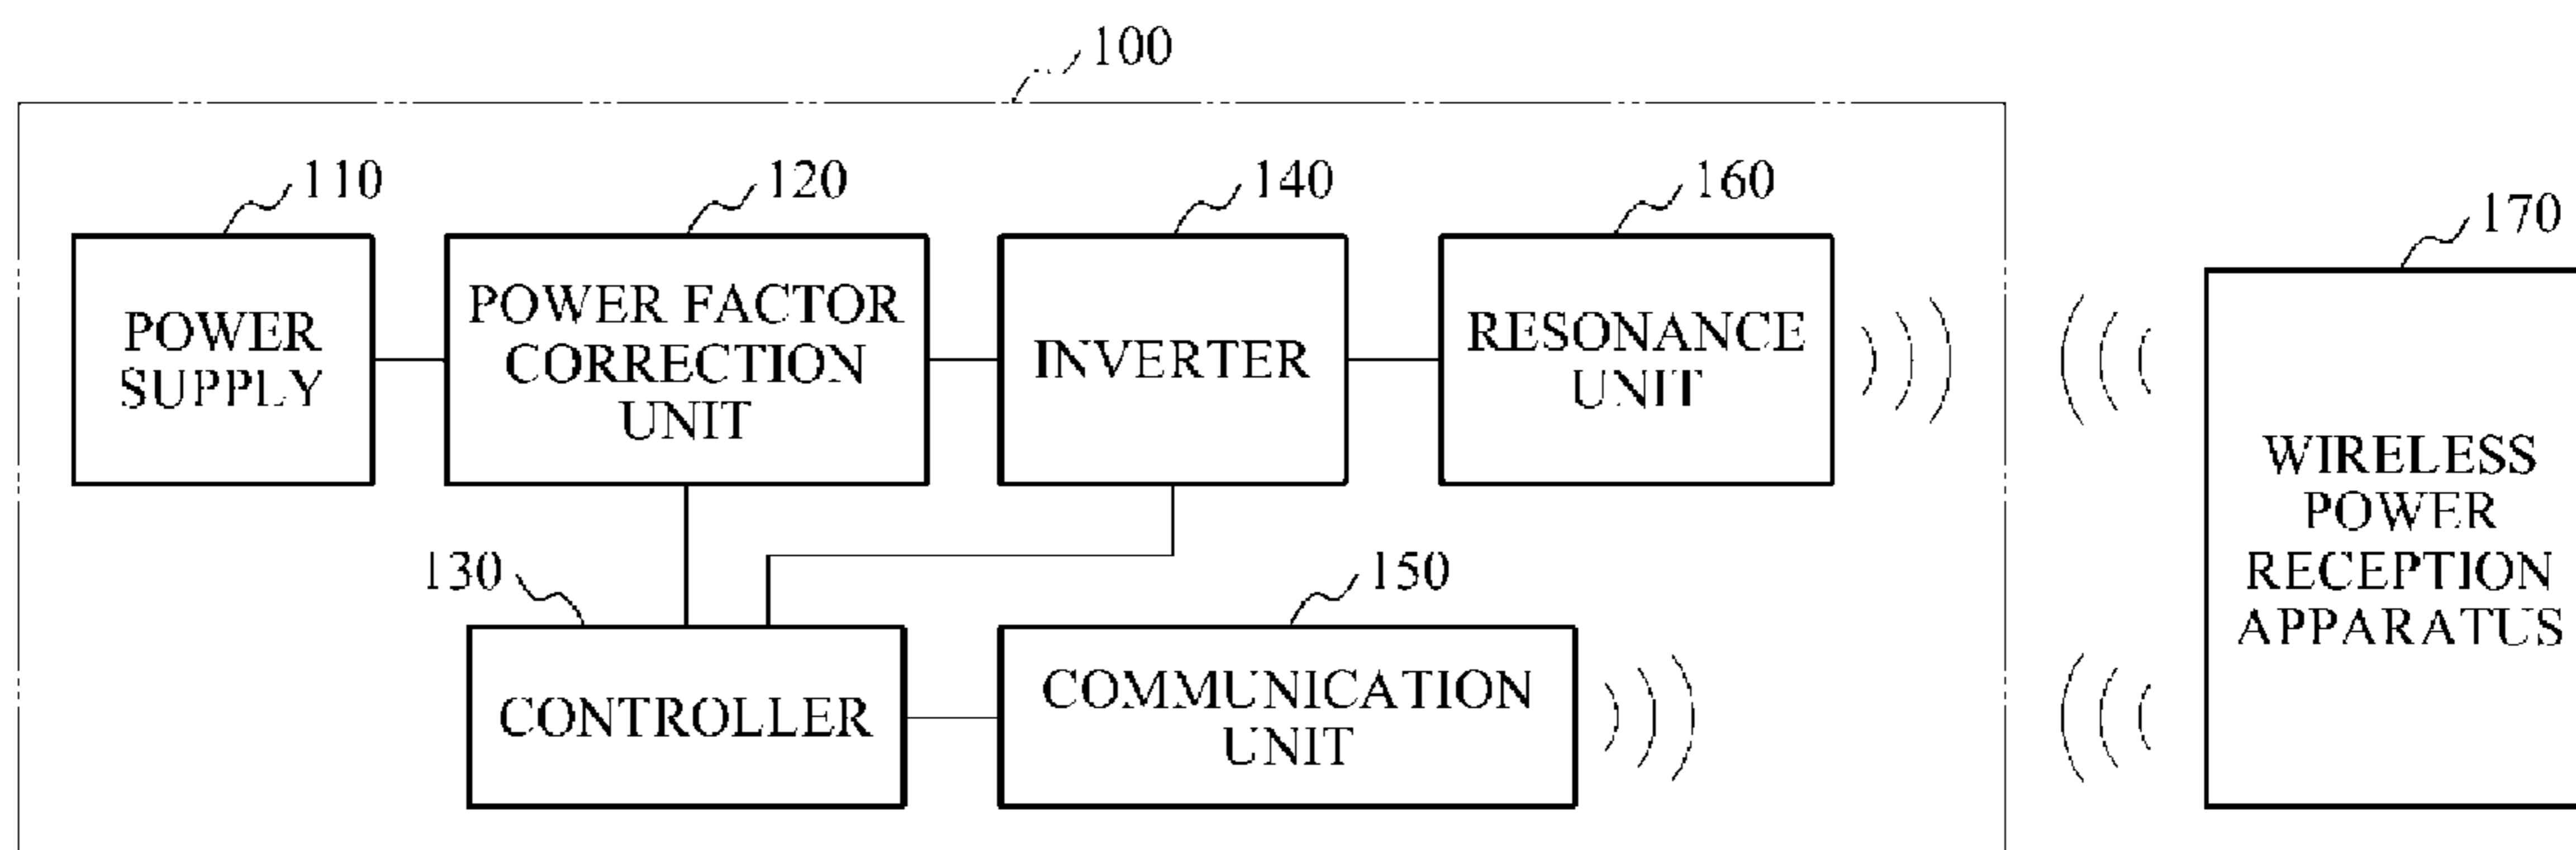 100
110
120
140
160
170
POWER
SUPPLY
POWER FACTOR
CORRECTION
UNIT
INVERTER
RESONANCE
UNIT
WIRELESS
POWER
RECEPTION
APPARATUS
130
150
CONTROLLER
COMMUNICATION
UNIT